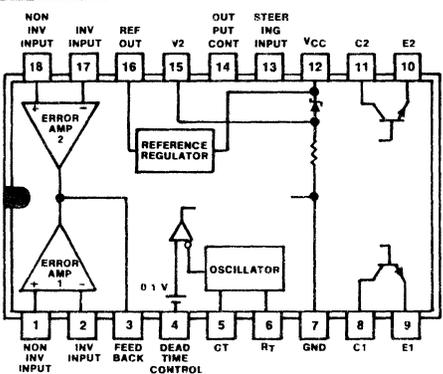 NON INV INPUT
INV INPUT
REF OUT
OUT PUT CONT
STEER ING INPUT
V2
VCC
C2
E2
18
17
16
15
14
13
12
11
10
+
−
ERROR AMP 2
REFERENCE REGULATOR
ERROR AMP 1
+
−
0.1 V
OSCILLATOR
1
2
3
4
5
6
7
8
9
NON INV INPUT
INV INPUT
FEED BACK
DEAD TIME CONTROL
CT
RT
GND
C1
E1